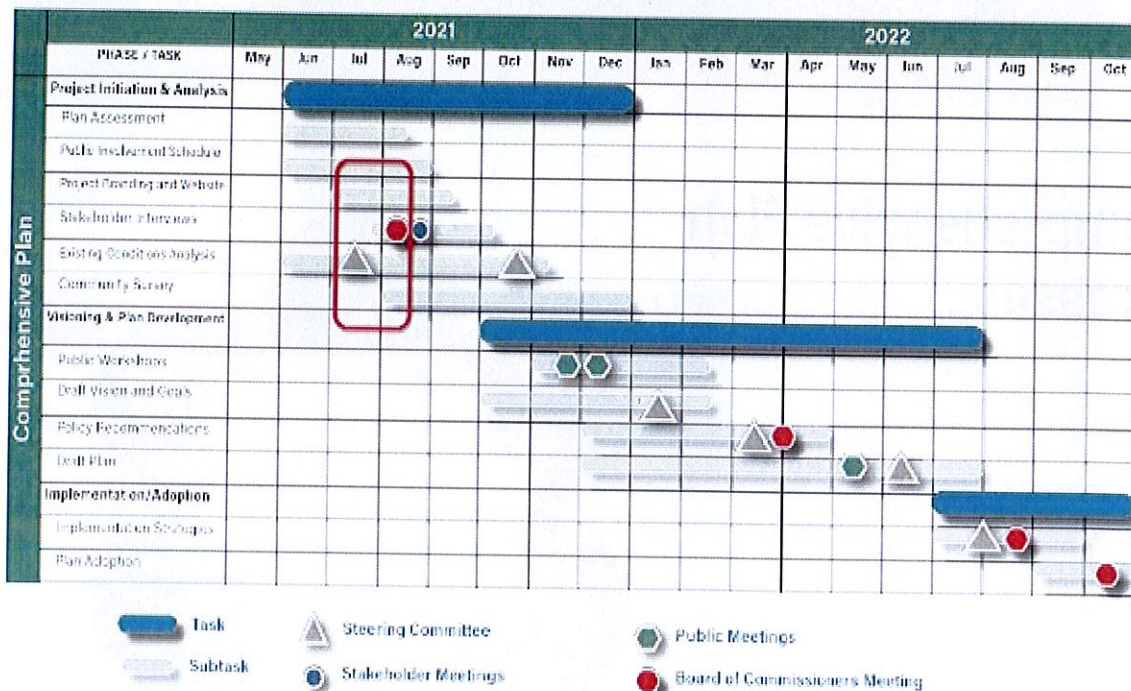 Comprehensive Plan
2021 2022
PHASE / TASK May Jun Jul Aug Sep Oct Nov Dec Jan Feb Mar Apr May Jun Jul Aug Sep Oct
Project Initiation & Analysis
Plan Assessment
Public Involvement Schedule
Project Branding and Website
Stakeholder Interviews
Existing Conditions Analysis
Community Survey
Visioning & Plan Development
Public Workshops
Draft Vision and Goals
Policy Recommendations
Draft Plan
Implementation/Adoption
Implementation Strategies
Plan Adoption
Task Steering Committee Public Meetings
Subtask Stakeholder Meetings Board of Commissioners Meeting